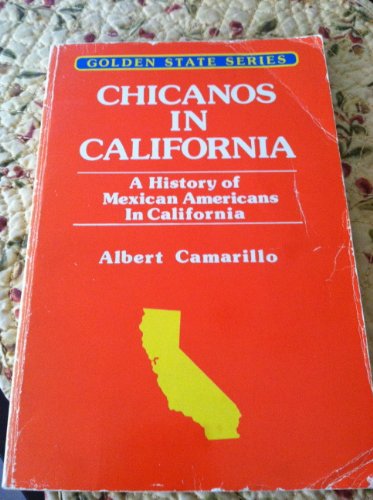 GOLDEN STATE SERIES
CHICANOS
IN
CALIFORNIA
A History of
Mexican Americans
In California
Albert Camarillo